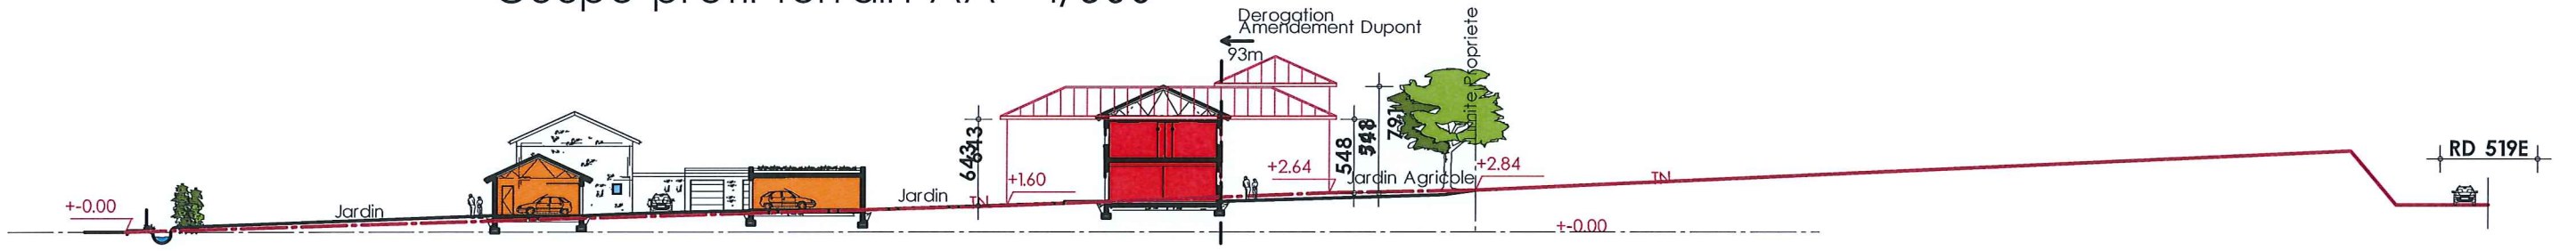 Derogation
Amendement Dupont
93m
Limite Propriete
+-0.00
Jardin
643
Jardin
TN
+1.60
+2.64
548
548
791
Jardin Agricole
+2.84
TN
RD 519E
+-0.00